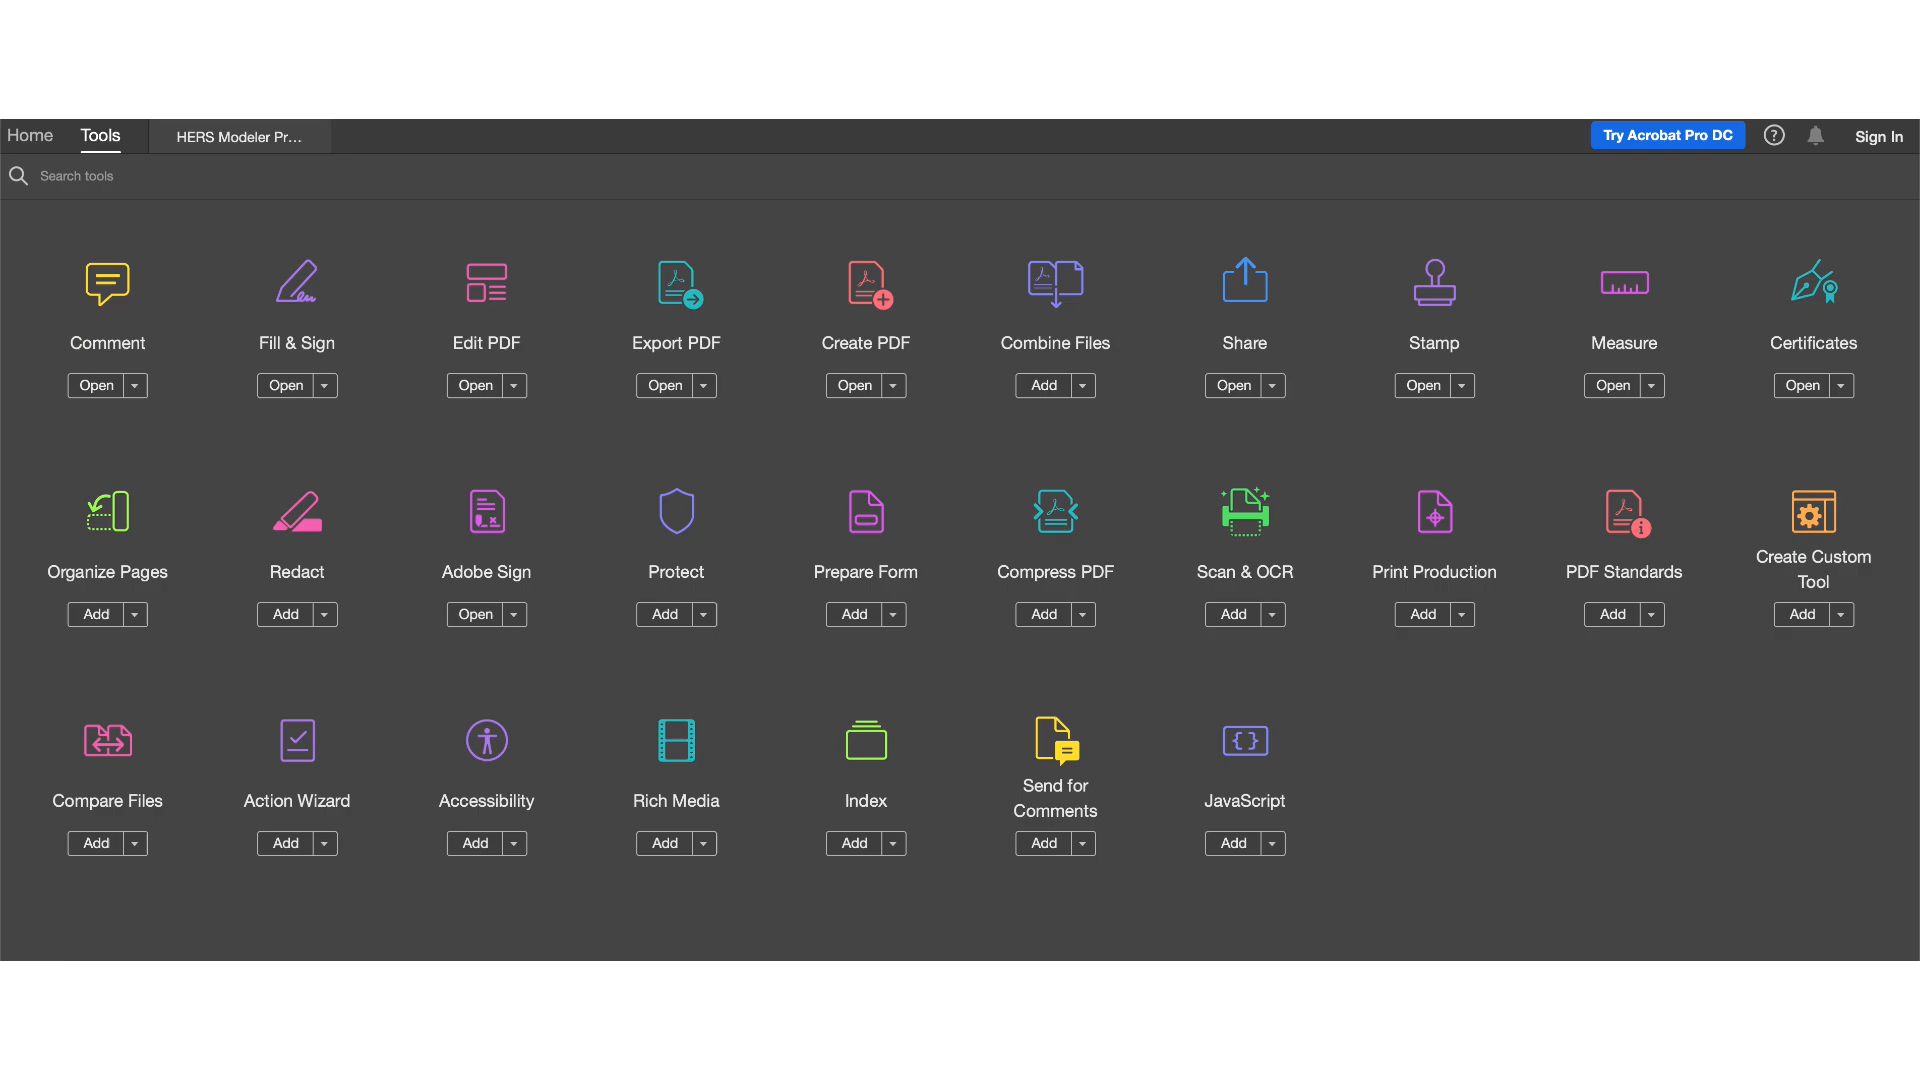 Home
Tools
HERS Modeler Pr...
Try Acrobat Pro DC
Sign In
Search tools
Comment
Fill & Sign
Edit PDF
Export PDF
Create PDF
Combine Files
Share
Stamp
Measure
Certificates
Open
Open
Open
Open
Open
Add
Open
Open
Open
Open
Organize Pages
Redact
Adobe Sign
Protect
Prepare Form
Compress PDF
Scan & OCR
Print Production
PDF Standards
Create Custom
Tool
Add
Add
Open
Add
Add
Add
Add
Add
Add
Add
Compare Files
Action Wizard
Accessibility
Rich Media
Index
Send for
Comments
JavaScript
Add
Add
Add
Add
Add
Add
Add